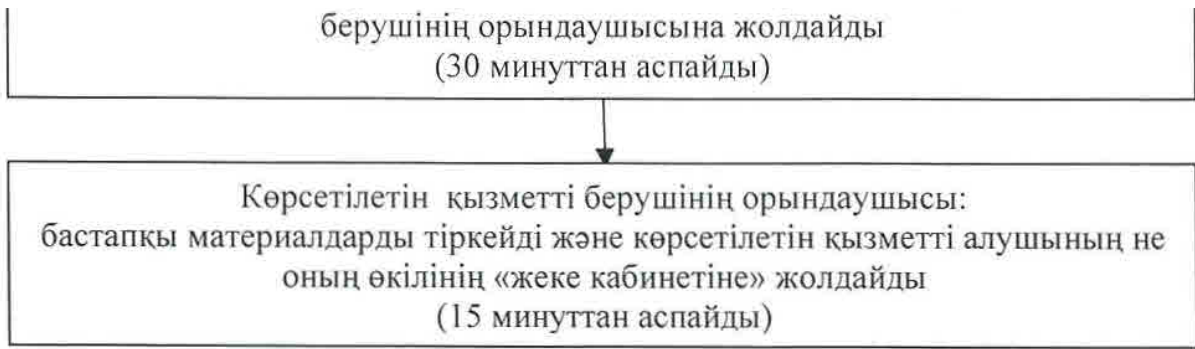 берушінің орындаушысына жолдайды
(30 минуттан аспайды)
Көрсетілетін қызметті берушінің орындаушысы:
бастапқы материалдарды тіркейді және көрсетілетін қызметті алушының не
оның өкілінің «жеке кабинетіне» жолдайды
(15 минуттан аспайды)